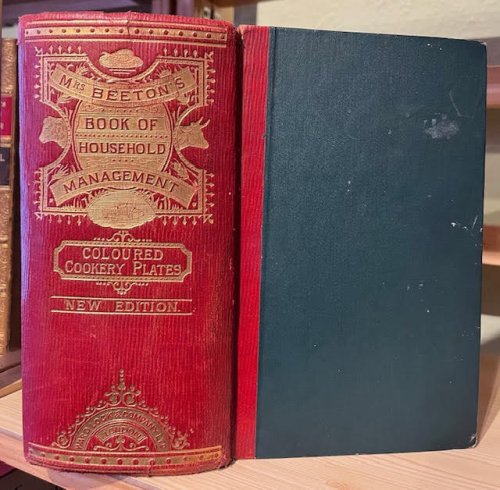 MRS BEETON'S
BOOK OF
HOUSEHOLD
MANAGEMENT
COLOURED
COOKERY PLATES
NEW EDITION.